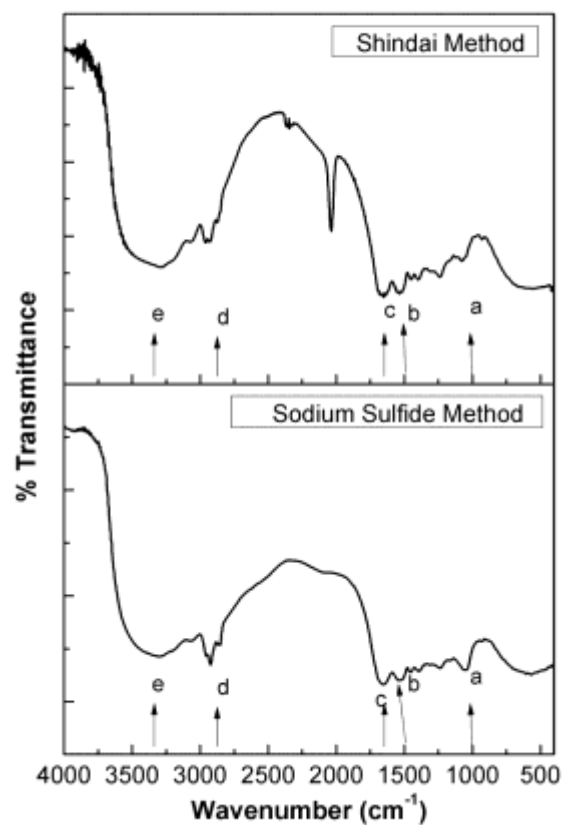 Shindai Method
e
d
c
b
a
Sodium Sulfide Method
e
d
c
b
a
% Transmittance
4000 3500 3000 2500 2000 1500 1000 500
Wavenumber (cm⁻¹)